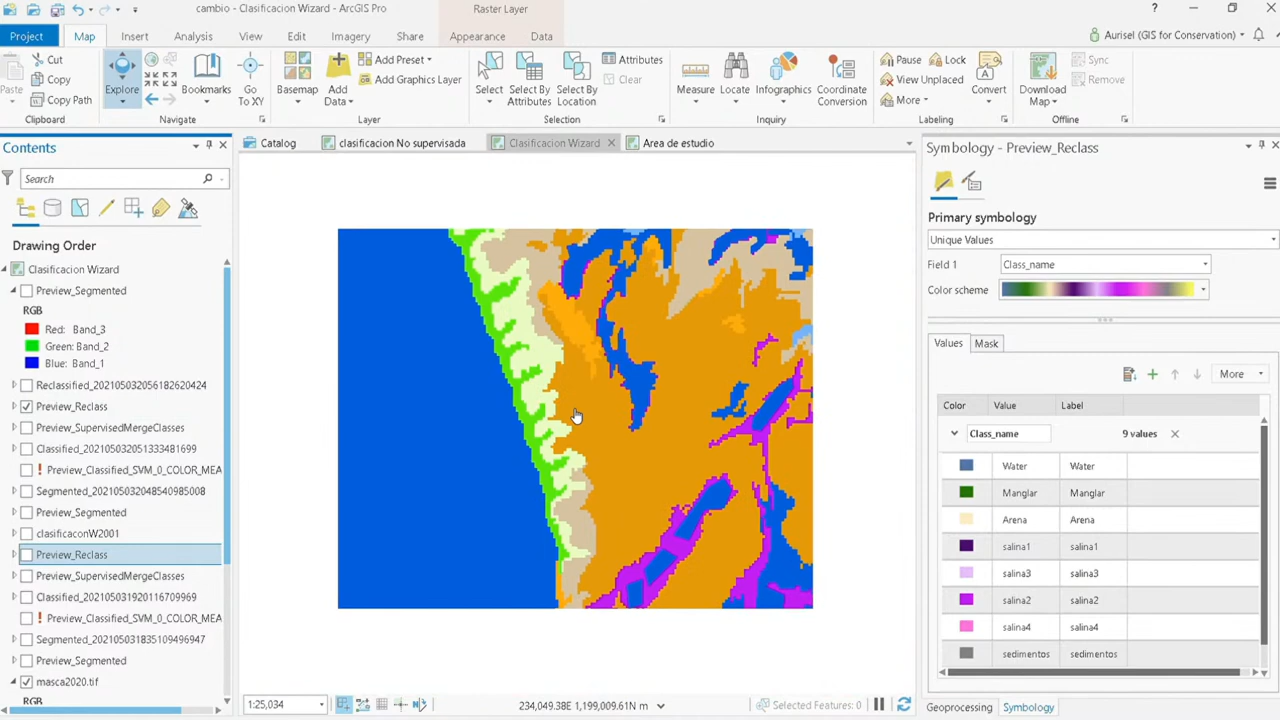 cambio - Clasificacion Wizard - ArcGIS Pro
Raster Layer
?
Project
Map
Insert
Analysis
View
Edit
Imagery
Share
Appearance
Data
Aurisel (GIS for Conservation)
Paste
Cut
Copy
Copy Path
Clipboard
Explore
Bookmarks
Go To XY
Navigate
Basemap
Add Data
Add Preset
Add Graphics Layer
Layer
Select
Select By Attributes
Select By Location
Attributes
Clear
Selection
Measure
Locate
Infographics
Coordinate Conversion
Inquiry
Pause
Lock
View Unplaced
More
Convert
Labeling
Download Map
Sync
Remove
Offline
Contents
Search
Drawing Order
Clasificacion Wizard
Preview_Segmented
RGB
Red: Band_3
Green: Band_2
Blue: Band_1
Reclassified_202105032056182620424
Preview_Reclass
Preview_SupervisedMergeClasses
Classified_202105032051333481699
Preview_Classified_SVM_0_COLOR_MEA
Segmented_202105032048540985008
Preview_Segmented
clasificaconW2001
Preview_Reclass
Preview_SupervisedMergeClasses
Classified_202105031920116709969
Preview_Classified_SVM_0_COLOR_MEA
Segmented_202105031835109496947
Preview_Segmented
masca2020.tif
RGB
Catalog
clasificacion No supervisada
Clasificacion Wizard
Area de estudio
1:25,034
234,049.38E 1,199,009.61N m
Selected Features: 0
Symbology - Preview_Reclass
Primary symbology
Unique Values
Field 1
Class_name
Color scheme
Values
Mask
More
Color
Value
Label
Class_name
9 values
Water Water
Manglar Manglar
Arena Arena
salina1 salina1
salina3 salina3
salina2 salina2
salina4 salina4
sedimentos sedimentos
Geoprocessing
Symbology